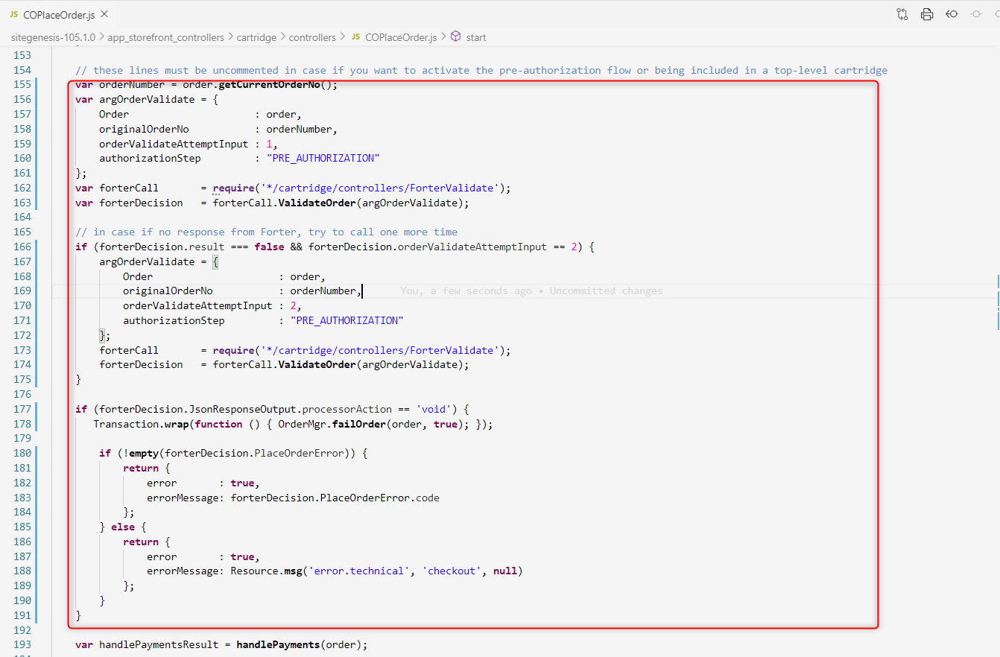 JS COPlaceOrder.js ×
sitegenesis-105.1.0 > app_storefront_controllers > cartridge > controllers > JS COPlaceOrder.js > start
153
154 // these lines must be uncommented in case if you want to activate the pre-authorization flow or being included in a top-level cartridge
155 var orderNumber = order.getCurrentOrderNo();
156 var argOrderValidate = {
157 Order : order,
158 originalOrderNo : orderNumber,
159 orderValidateAttemptInput : 1,
160 authorizationStep : "PRE_AUTHORIZATION"
161 };
162 var forterCall = require('*/cartridge/controllers/ForterValidate');
163 var forterDecision = forterCall.ValidateOrder(argOrderValidate);
164
165 // in case if no response from Forter, try to call one more time
166 if (forterDecision.result === false && forterDecision.orderValidateAttemptInput == 2) {
167 argOrderValidate = {
168 Order : order,
169 originalOrderNo : orderNumber, You, a few seconds ago • Uncommitted changes
170 orderValidateAttemptInput : 2,
171 authorizationStep : "PRE_AUTHORIZATION"
172 };
173 forterCall = require('*/cartridge/controllers/ForterValidate');
174 forterDecision = forterCall.ValidateOrder(argOrderValidate);
175 }
176
177 if (forterDecision.JsonResponseOutput.processorAction == 'void') {
178 Transaction.wrap(function () { OrderMgr.failOrder(order, true); });
179
180 if (!empty(forterDecision.PlaceOrderError)) {
181 return {
182 error : true,
183 errorMessage: forterDecision.PlaceOrderError.code
184 };
185 } else {
186 return {
187 error : true,
188 errorMessage: Resource.msg('error.technical', 'checkout', null)
189 };
190 }
191 }
192
193 var handlePaymentsResult = handlePayments(order);